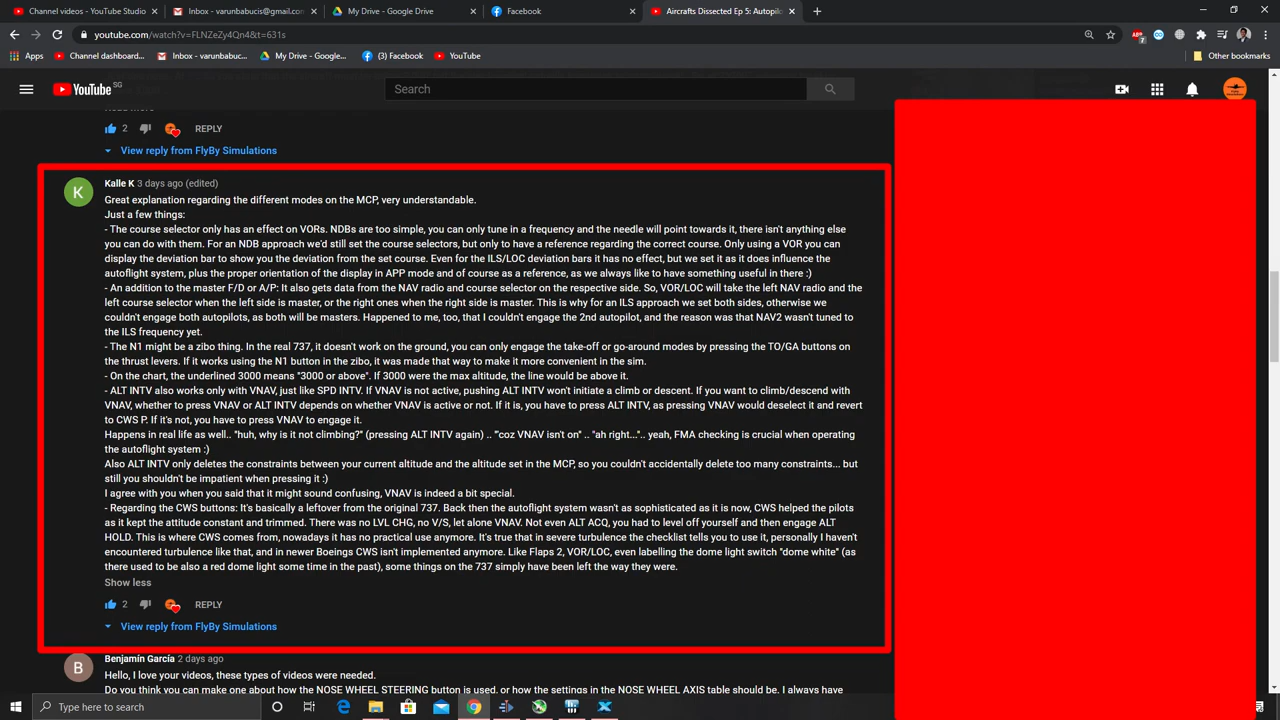 Channel videos - YouTube Studio
Inbox - varunbabucis@gmail.com
My Drive - Google Drive
Facebook
Aircrafts Dissected Ep 5: Autopilo
youtube.com/watch?v=FLNZeZy4Qn4&t=631s
Apps
Channel dashboard...
Inbox - varunbabuc...
My Drive - Google...
(3) Facebook
YouTube
Other bookmarks
YouTube SG
Search
2 REPLY
View reply from FlyBy Simulations
K
Kalle K 3 days ago (edited)
Great explanation regarding the different modes on the MCP, very understandable.
Just a few things:
- The course selector only has an effect on VORs. NDBs are too simple, you can only tune in a frequency and the needle will point towards it, there isn't anything else
you can do with them. For an NDB approach we'd still set the course selectors, but only to have a reference regarding the correct course. Only using a VOR you can
display the deviation bar to show you the deviation from the set course. Even for the ILS/LOC deviation bars it has no effect, but we set it as it does influence the
autoflight system, plus the proper orientation of the display in APP mode and of course as a reference, as we always like to have something useful in there :)
- An addition to the master F/D or A/P: It also gets data from the NAV radio and course selector on the respective side. So, VOR/LOC will take the left NAV radio and the
left course selector when the left side is master, or the right ones when the right side is master. This is why for an ILS approach we set both sides, otherwise we
couldn't engage both autopilots, as both will be masters. Happened to me, too, that I couldn't engage the 2nd autopilot, and the reason was that NAV2 wasn't tuned to
the ILS frequency yet.
- The N1 might be a zibo thing. In the real 737, it doesn't work on the ground, you can only engage the take-off or go-around modes by pressing the TO/GA buttons on
the thrust levers. If it works using the N1 button in the zibo, it was made that way to make it more convenient in the sim.
- On the chart, the underlined 3000 means "3000 or above". If 3000 were the max altitude, the line would be above it.
- ALT INTV also works only with VNAV, just like SPD INTV. If VNAV is not active, pushing ALT INTV won't initiate a climb or descent. If you want to climb/descend with
VNAV, whether to press VNAV or ALT INTV depends on whether VNAV is active or not. If it is, you have to press ALT INTV, as pressing VNAV would deselect it and revert
to CWS P. If it's not, you have to press VNAV to engage it.
Happens in real life as well.. "huh, why is it not climbing?" (pressing ALT INTV again) .. "'coz VNAV isn't on" .. "ah right...".. yeah, FMA checking is crucial when operating
the autoflight system :)
Also ALT INTV only deletes the constraints between your current altitude and the altitude set in the MCP, so you couldn't accidentally delete too many constraints... but
still you shouldn't be impatient when pressing it :)
I agree with you when you said that it might sound confusing, VNAV is indeed a bit special.
- Regarding the CWS buttons: It's basically a leftover from the original 737. Back then the autoflight system wasn't as sophisticated as it is now, CWS helped the pilots
as it kept the attitude constant and trimmed. There was no LVL CHG, no V/S, let alone VNAV. Not even ALT ACQ, you had to level off yourself and then engage ALT
HOLD. This is where CWS comes from, nowadays it has no practical use anymore. It's true that in severe turbulence the checklist tells you to use it, personally I haven't
encountered turbulence like that, and in newer Boeings CWS isn't implemented anymore. Like Flaps 2, VOR/LOC, even labelling the dome light switch "dome white" (as
there used to be also a red dome light some time in the past), some things on the 737 simply have been left the way they were.
Show less
2 REPLY
View reply from FlyBy Simulations
B
Benjamín García 2 days ago
Hello, I love your videos, these types of videos were needed.
Do you think you can make one about how the NOSE WHEEL STEERING button is used, or how the settings in the NOSE WHEEL AXIS table should be. I always have
Type here to search